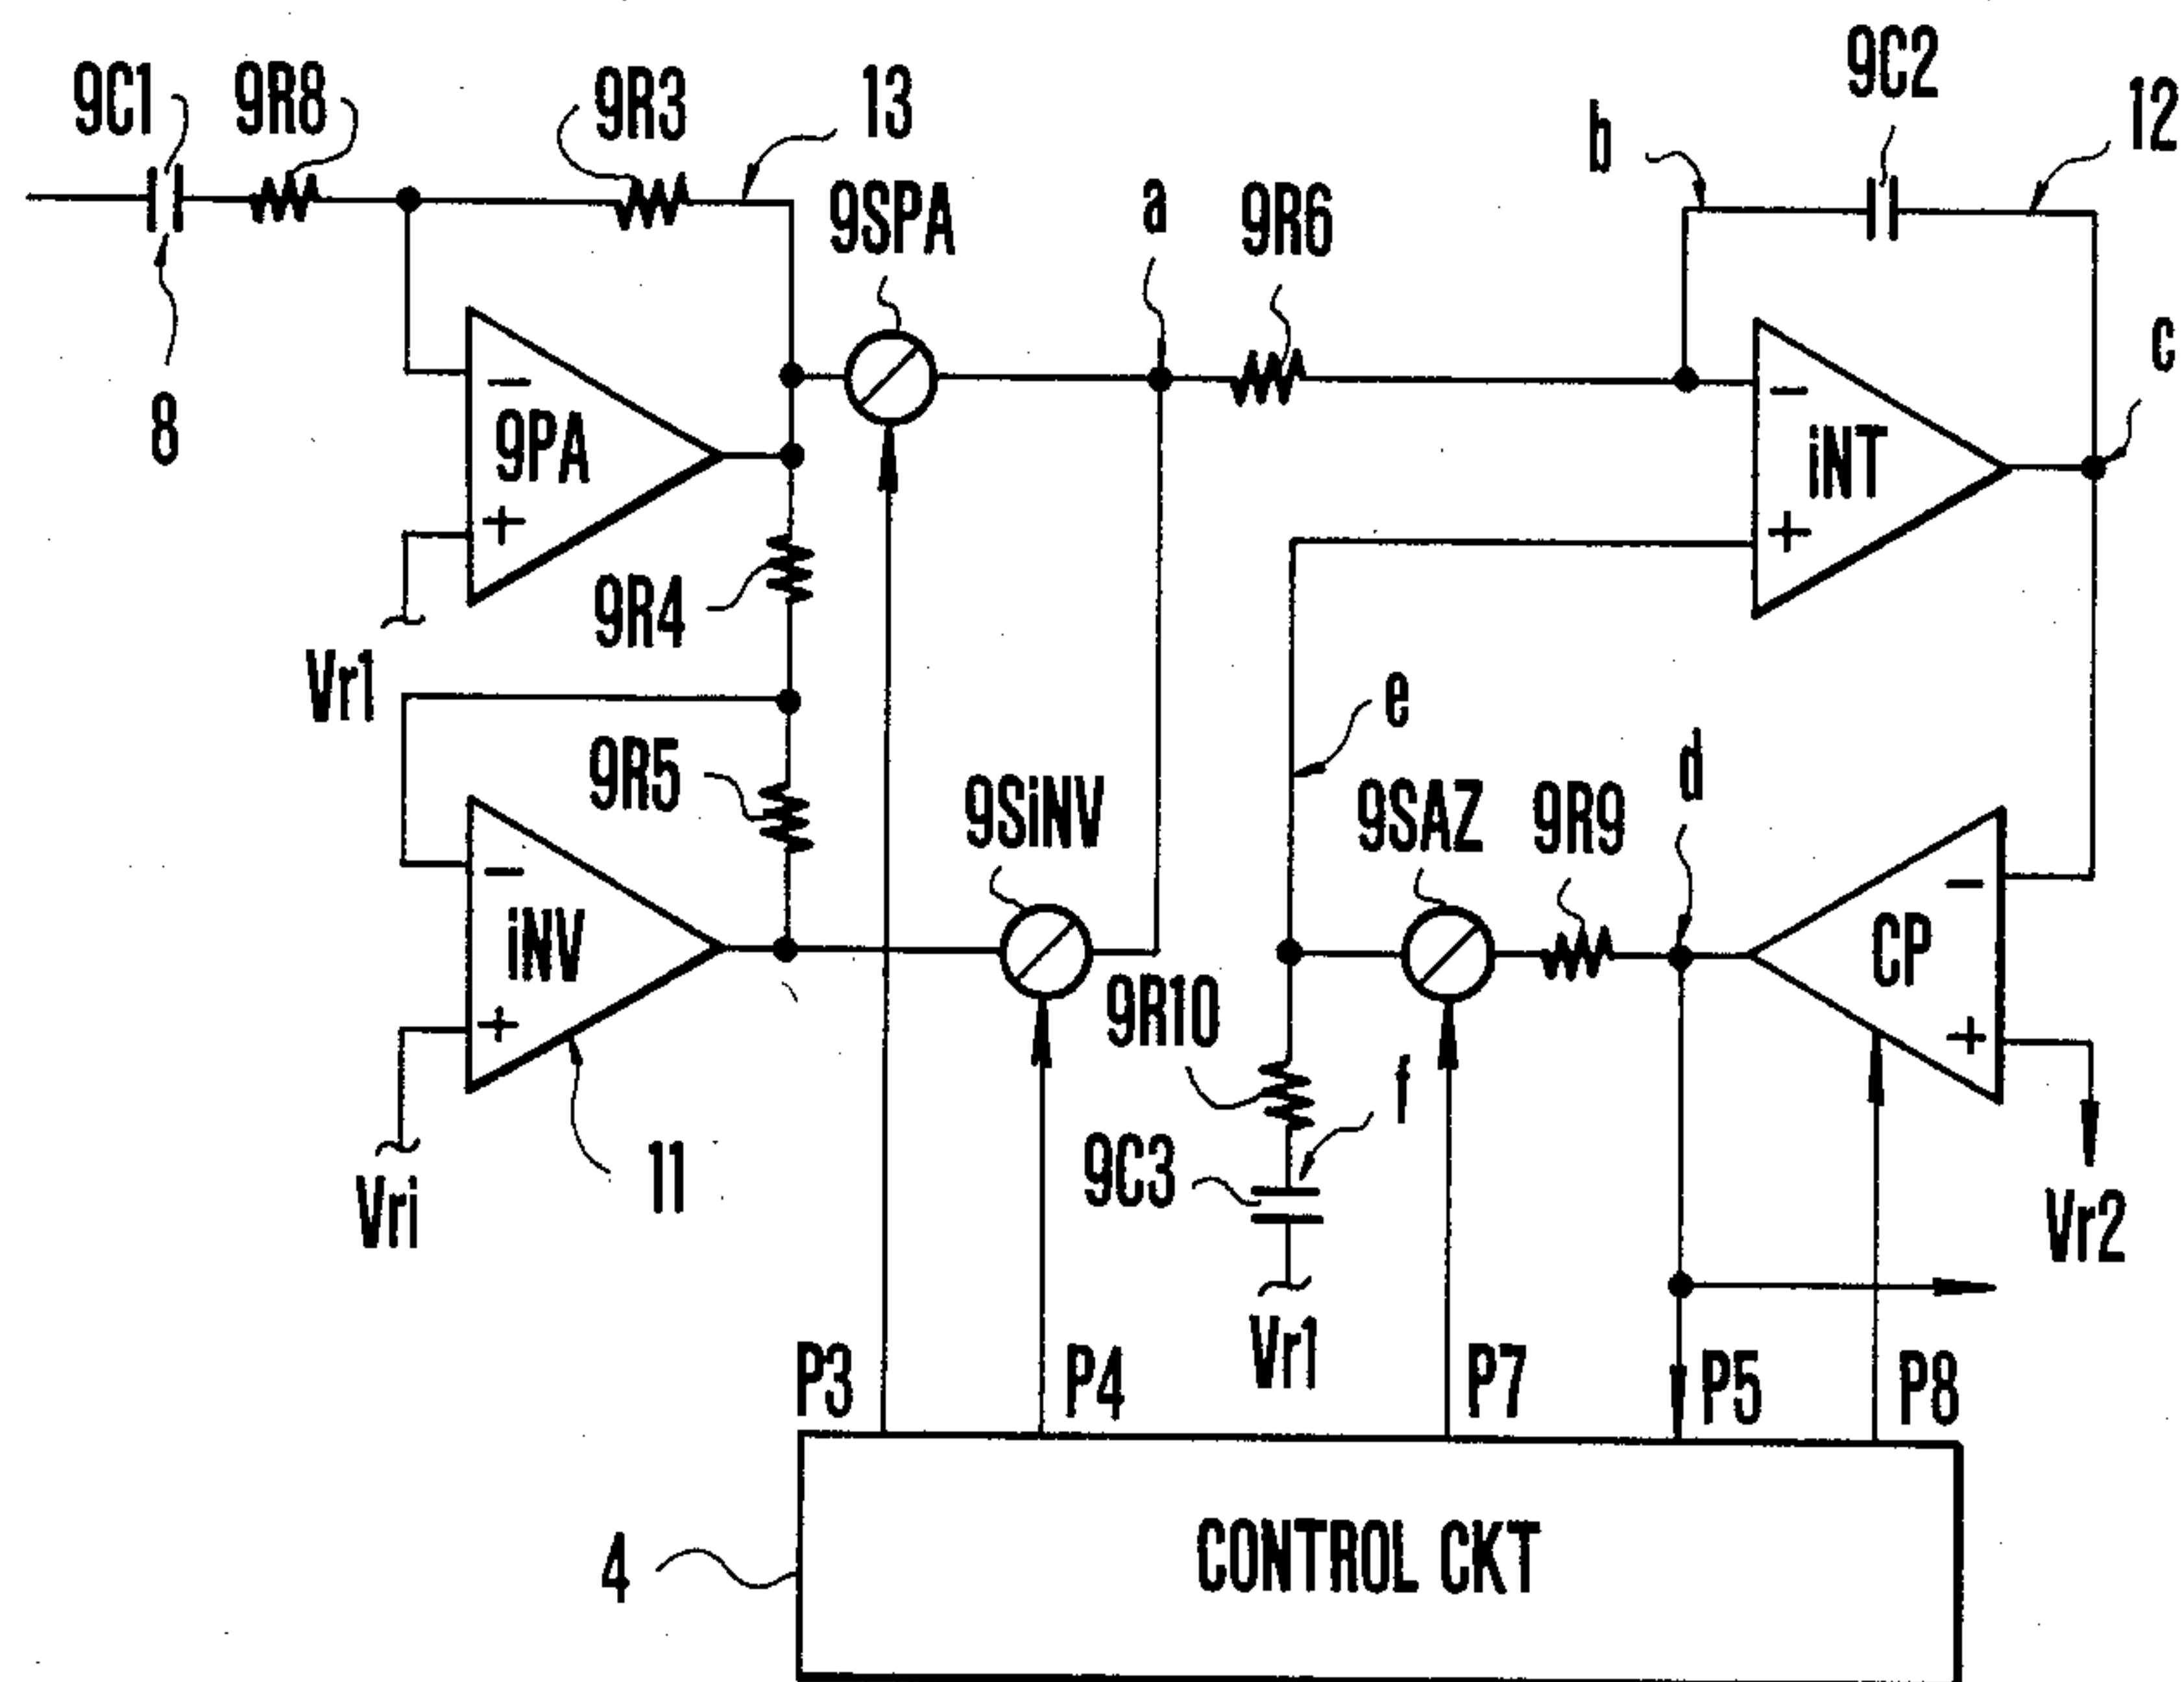 9C1
9R8
9R3
13
9SPA
a
9R6
b
9C2
12
c
8
−
9PA
+
−
iNT
+
Vr1
9R4
9R5
e
9SiNV
9SAZ
9R9
d
−
iNV
+
−
CP
+
9R10
f
9C3
11
Vri
Vr1
Vr2
P3
P4
P7
P5
P8
4
CONTROL CKT